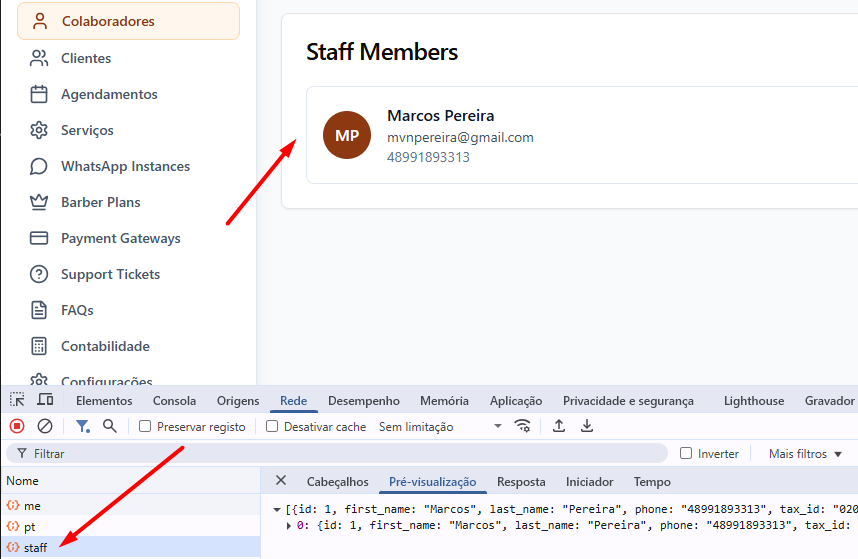 Colaboradores
Clientes
Agendamentos
Serviços
WhatsApp Instances
Barber Plans
Payment Gateways
Support Tickets
FAQs
Contabilidade
Configurações
Staff Members
MP
Marcos Pereira
mvnpereira@gmail.com
48991893313
Elementos Consola Origens Rede Desempenho Memória Aplicação Privacidade e segurança Lighthouse Gravador
Preservar registo Desativar cache Sem limitação
Filtrar Inverter Mais filtros
Nome Cabeçalhos Pré-visualização Resposta Iniciador Tempo
me
pt
staff
[{id: 1, first_name: "Marcos", last_name: "Pereira", phone: "48991893313", tax_id: "020
0: {id: 1, first_name: "Marcos", last_name: "Pereira", phone: "48991893313", tax_id: